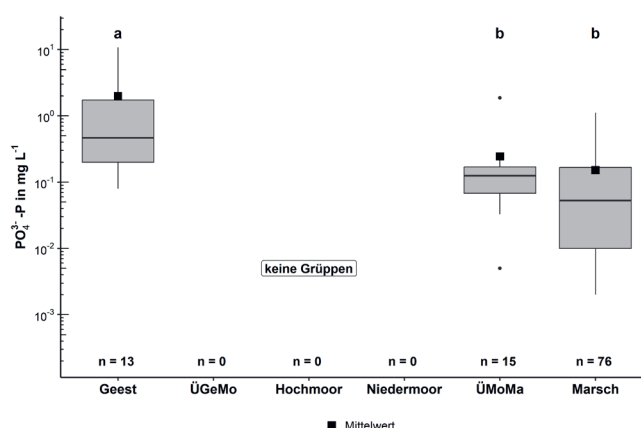 a b b
10¹
10⁰
10⁻¹
10⁻²
10⁻³
PO₄³⁻ -P in mg L⁻¹
keine Grüppen
n = 13 n = 0 n = 0 n = 0 n = 15 n = 76
Geest ÜGeMo Hochmoor Niedermoor ÜMoMa Marsch
Mittelwert